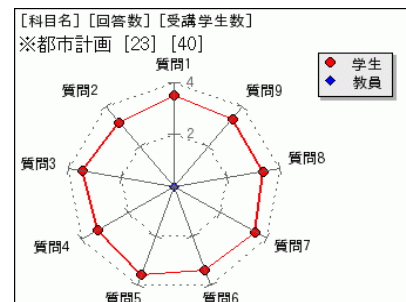 [科目名] [回答数] [受講学生数]
※都市計画 [23] [40]
質問1
4
学生
教員
質問2
質問9
2
質問3
質問8
質問4
質問7
質問5
質問6